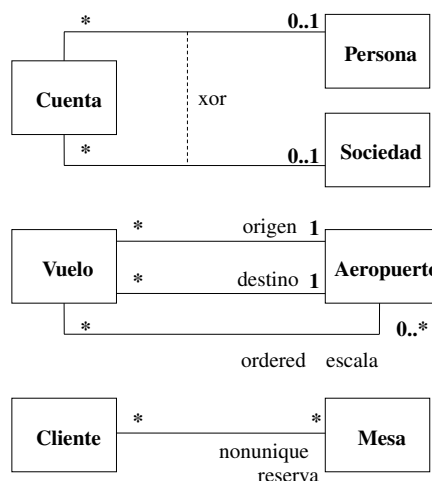 * 0..1
Persona
Cuenta
xor
* 0..1
Sociedad
* origen 1
Vuelo Aeropuerto
* destino 1
* 0..*
ordered escala
* *
Cliente Mesa
nonunique
reserva